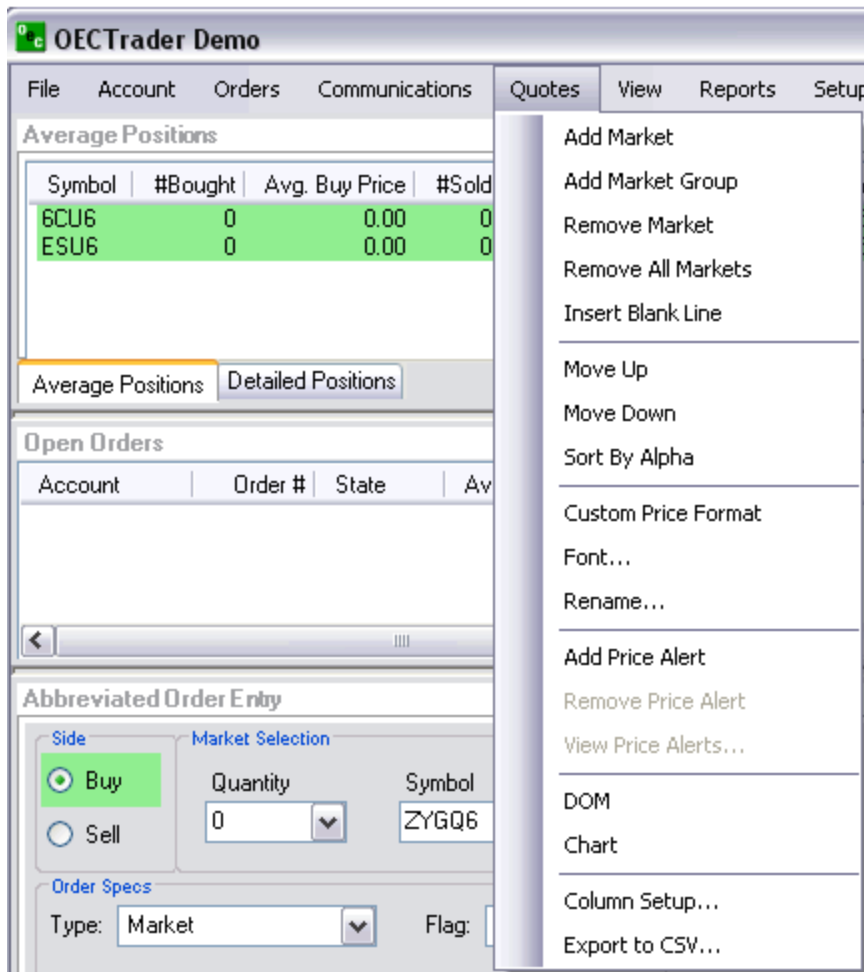 OEC OECTrader Demo
File Account Orders Communications Quotes View Reports Setup
Average Positions
Symbol #Bought Avg. Buy Price #Sold
6CU6 0 0.00 0
ESU6 0 0.00 0
Average Positions Detailed Positions
Open Orders
Account Order # State Av
Abbreviated Order Entry
Side Market Selection
Buy Quantity Symbol
0 ZYGQ6
Sell
Order Specs
Type: Market Flag:
Add Market
Add Market Group
Remove Market
Remove All Markets
Insert Blank Line
Move Up
Move Down
Sort By Alpha
Custom Price Format
Font...
Rename...
Add Price Alert
Remove Price Alert
View Price Alerts...
DOM
Chart
Column Setup...
Export to CSV...